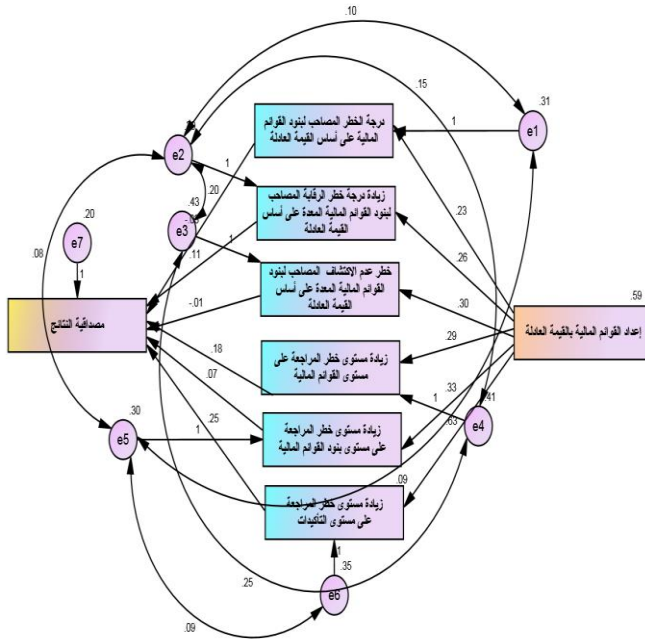 .10
.15
.31
e1
1
درجة الخطر المصاحب لبنود القوائم
المالية على أساس القيمة العادلة
e2
1
.20
.43
e3
1
زيادة درجة خطر الرقابة المصاحب
لبنود القوائم المالية المعدة على أساس
القيمة العادلة
.23
.26
.20
e7
1
.08
.11
خطر عدم الاكتشاف المصاحب لبنود
القوائم المالية المعدة على أساس
القيمة العادلة
-.01
.30
.59
إعداد القوائم المالية بالقيمة العادلة
مصداقية النتائج
.29
زيادة مستوى خطر المراجعة على
مستوى القوائم المالية
.18
.07
.33
1
.41
.63
e4
.30
e5
1
.25
زيادة مستوى خطر المراجعة
على مستوى بنود القوائم المالية
.09
زيادة مستوى خطر المراجعة
على مستوى التأكيدات
1
.35
e6
.25
.09